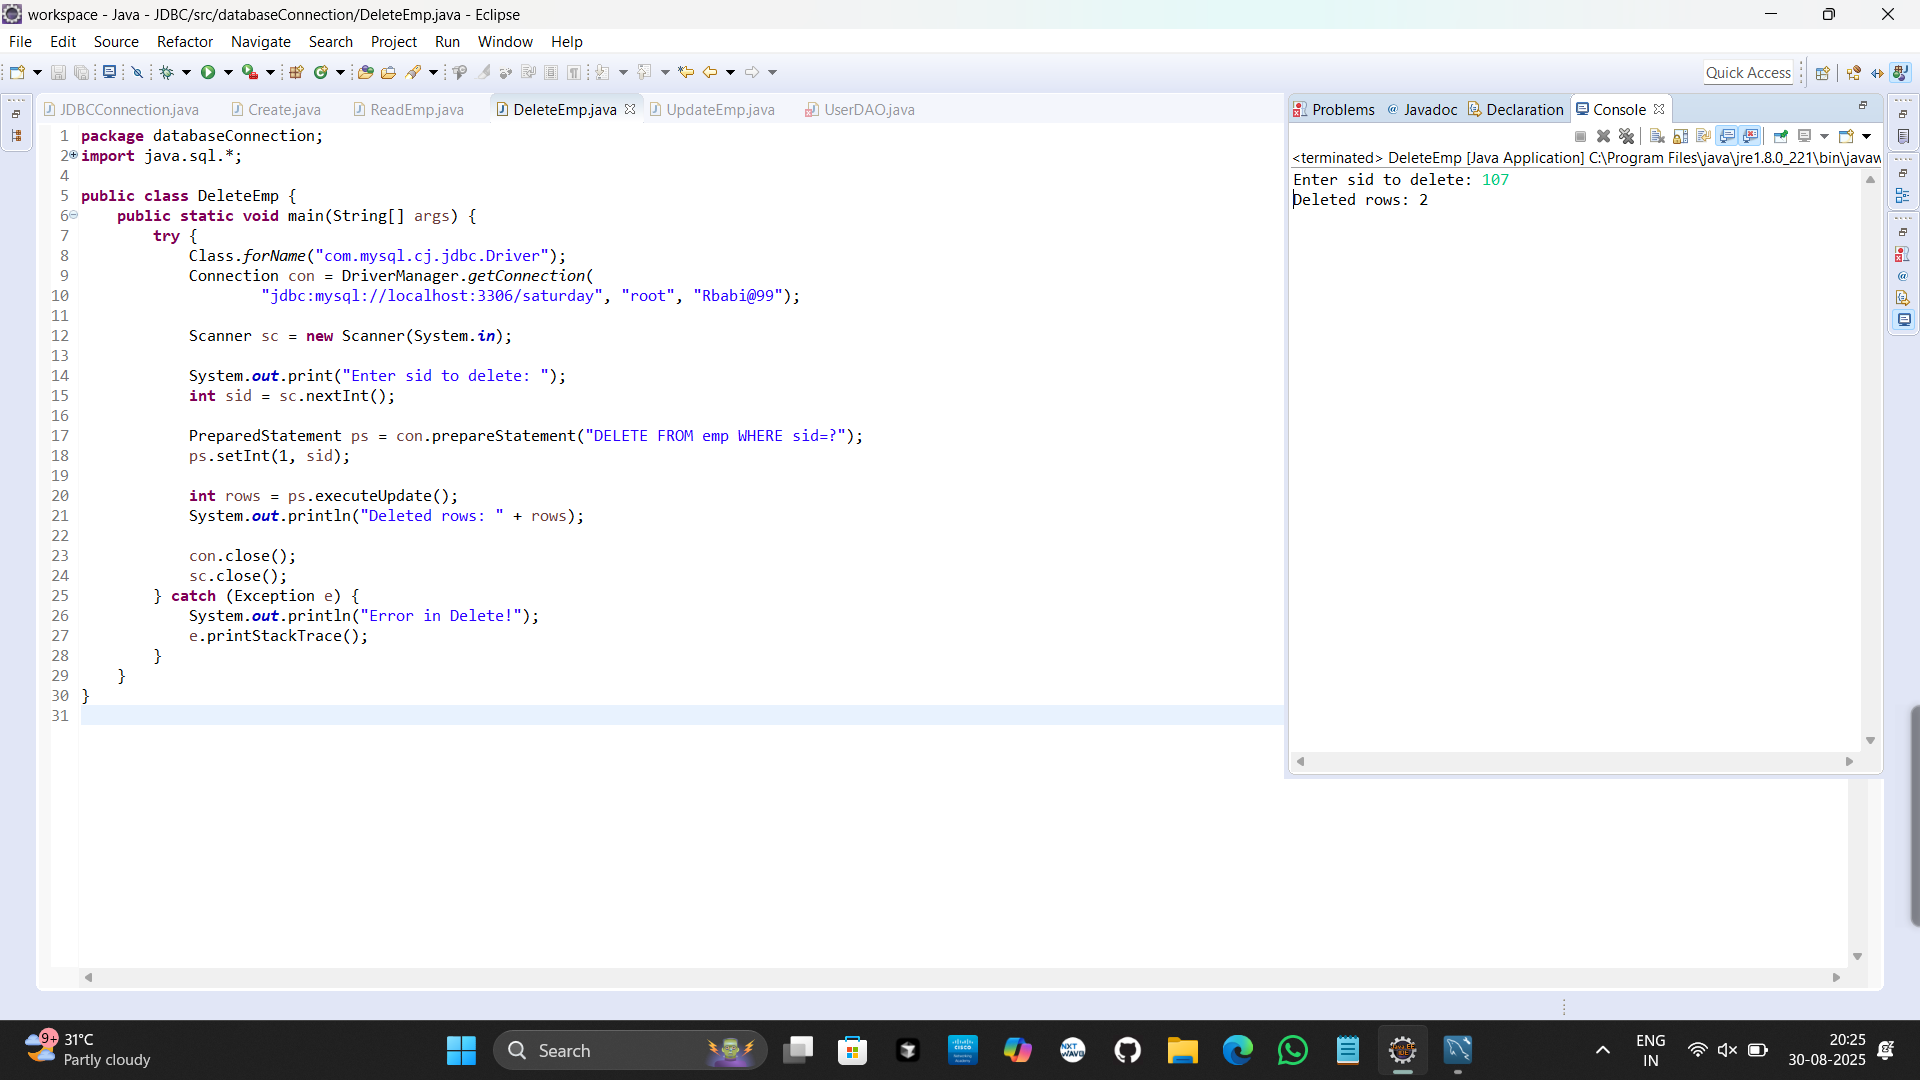 workspace - Java - JDBC/src/databaseConnection/DeleteEmp.java - Eclipse
File Edit Source Refactor Navigate Search Project Run Window Help
Quick Access
JDBCConnection.java Create.java ReadEmp.java DeleteEmp.java UpdateEmp.java UserDAO.java
1 package databaseConnection;
2 import java.sql.*;
4
5 public class DeleteEmp {
6     public static void main(String[] args) {
7         try {
8             Class.forName("com.mysql.cj.jdbc.Driver");
9             Connection con = DriverManager.getConnection(
10                     "jdbc:mysql://localhost:3306/saturday", "root", "Rbabi@99");
11
12             Scanner sc = new Scanner(System.in);
13
14             System.out.print("Enter sid to delete: ");
15             int sid = sc.nextInt();
16
17             PreparedStatement ps = con.prepareStatement("DELETE FROM emp WHERE sid=?");
18             ps.setInt(1, sid);
19
20             int rows = ps.executeUpdate();
21             System.out.println("Deleted rows: " + rows);
22
23             con.close();
24             sc.close();
25         } catch (Exception e) {
26             System.out.println("Error in Delete!");
27             e.printStackTrace();
28         }
29     }
30 }
31
Problems @ Javadoc Declaration Console
<terminated> DeleteEmp [Java Application] C:\Program Files\java\jre1.8.0_221\bin\javaw
Enter sid to delete: 107
Deleted rows: 2
9+
31°C
Partly cloudy
Search
CISCO
NXT
WAVE
ENG
IN
20:25
30-08-2025